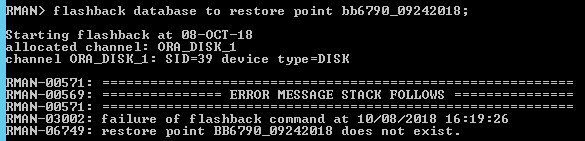 RMAN> flashback database to restore point bb6790_09242018;
Starting flashback at 08-OCT-18
allocated channel: ORA_DISK_1
channel ORA_DISK_1: SID=39 device type=DISK
RMAN-00571: ===========================================================
RMAN-00569: =============== ERROR MESSAGE STACK FOLLOWS ===============
RMAN-00571: ===========================================================
RMAN-03002: failure of flashback command at 10/08/2018 16:19:26
RMAN-06749: restore point BB6790_09242018 does not exist.